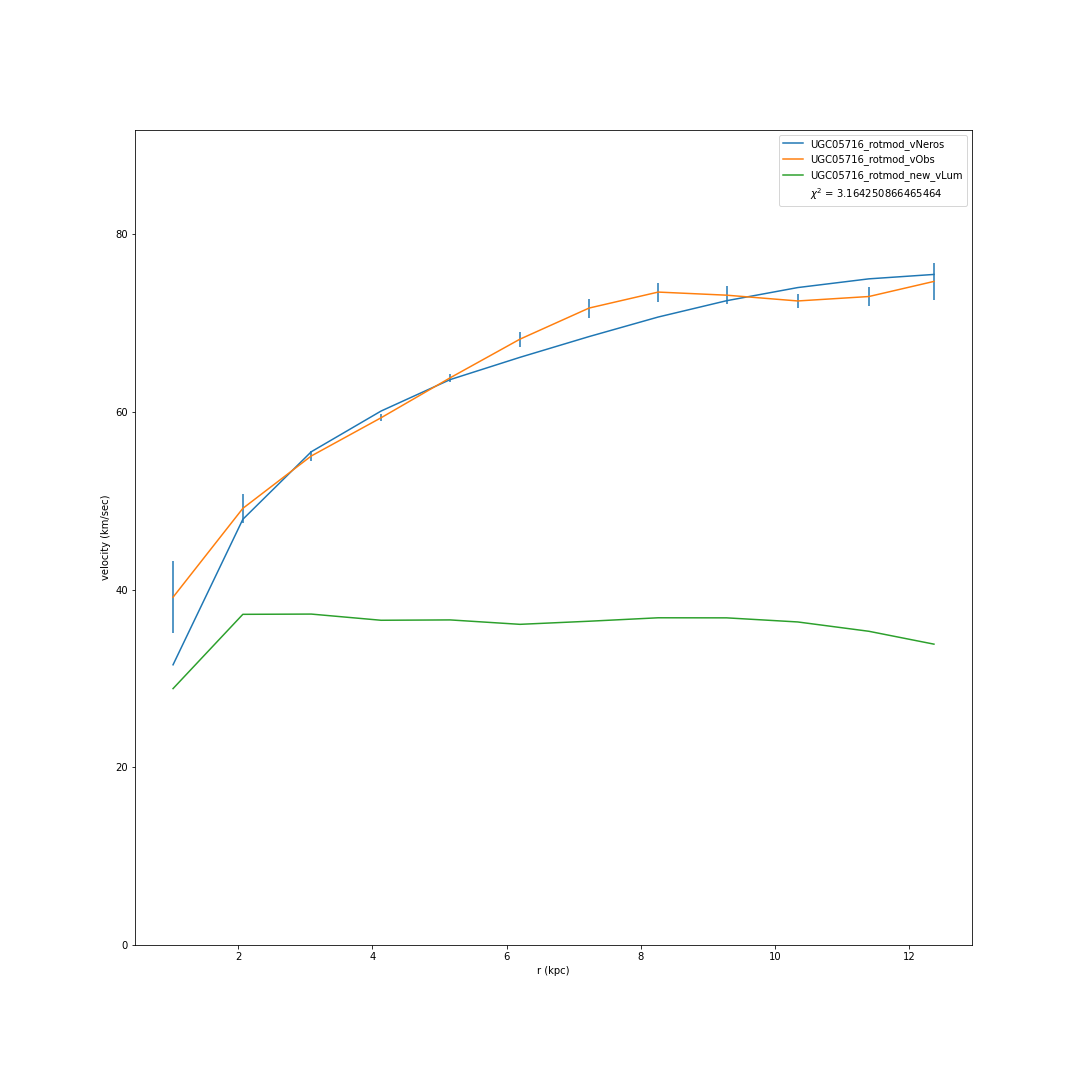 UGC05716_rotmod_vNeros
UGC05716_rotmod_vObs
UGC05716_rotmod_new_vLum
χ² = 3.164250866465464
80
60
40
20
0
velocity (km/sec)
2 4 6 8 10 12
r (kpc)